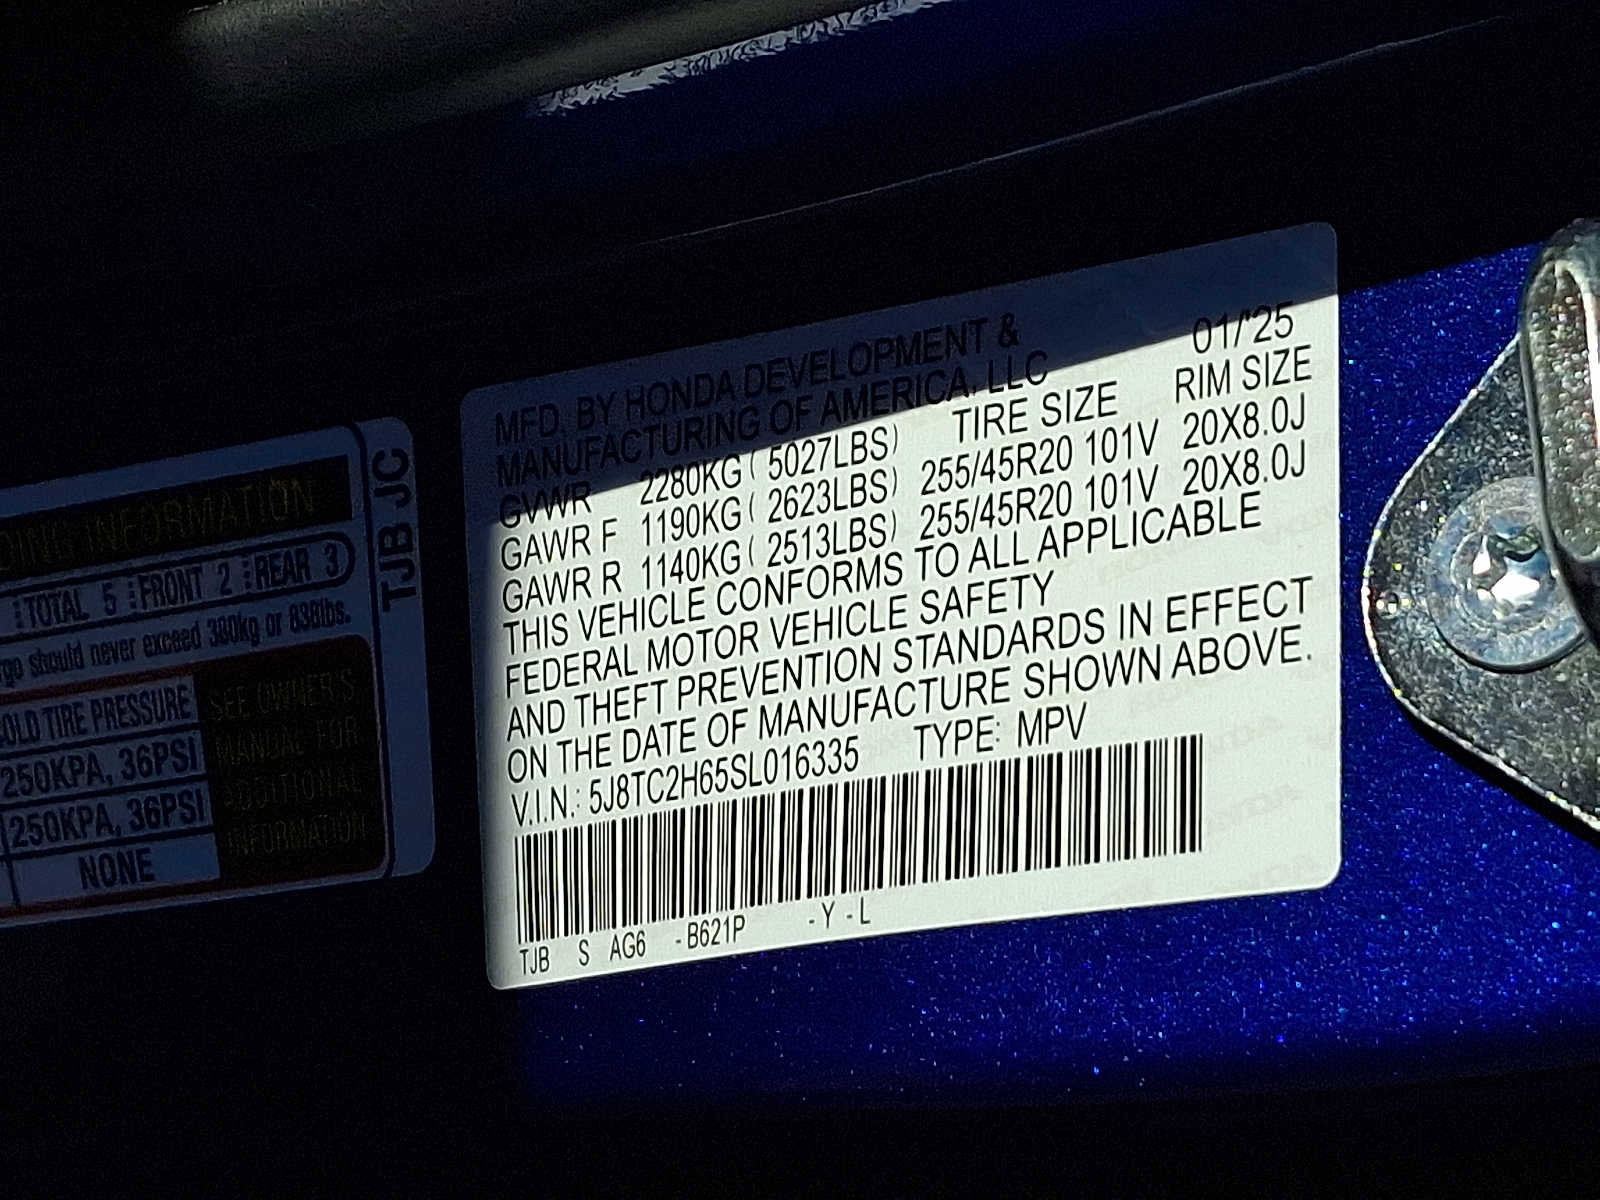 DING INFORMATION
TOTAL 5 FRONT 2 REAR 3
should never exceed 380kg or 838lbs.
OLD TIRE PRESSURE
250KPA, 36PSI
250KPA, 36PSI
NONE
SEE OWNER'S
MANUAL FOR
ADDITIONAL
INFORMATION
TJB JC
MFD. BY HONDA DEVELOPMENT & 01/'25
MANUFACTURING OF AMERICA, LLC
TIRE SIZE RIM SIZE
GVWR 2280KG ( 5027LBS)
GAWR F 1190KG ( 2623LBS) 255/45R20 101V 20X8.0J
GAWR R 1140KG ( 2513LBS) 255/45R20 101V 20X8.0J
THIS VEHICLE CONFORMS TO ALL APPLICABLE
FEDERAL MOTOR VEHICLE SAFETY
AND THEFT PREVENTION STANDARDS IN EFFECT
ON THE DATE OF MANUFACTURE SHOWN ABOVE.
V.I.N.: 5J8TC2H65SL016335 TYPE: MPV
TJB S AG6 -B621P -Y -L